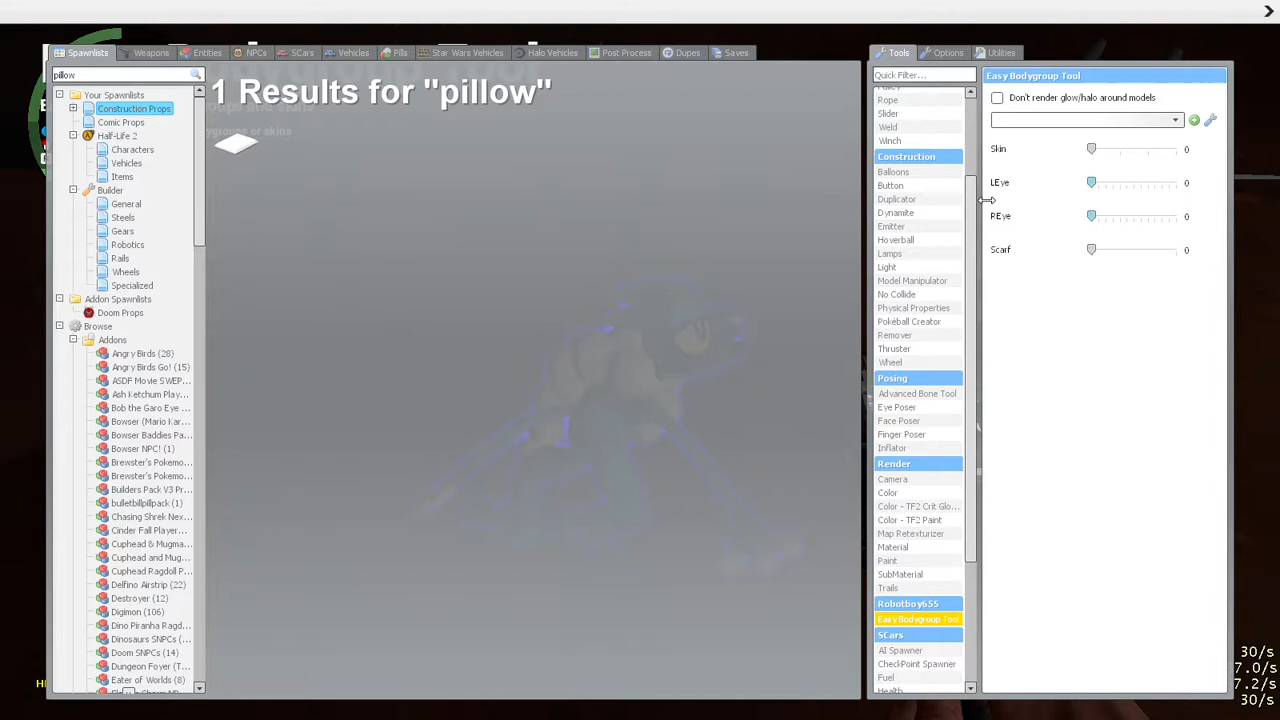 Spawnlists Weapons Entities NPCs SCars Vehicles Pills Star Wars Vehicles Halo Vehicles Post Process Dupes Saves
pillow
1 Results for "pillow"
Your Spawnlists
Construction Props
Comic Props
Half-Life 2
Characters
Vehicles
Items
Builder
General
Steels
Gears
Robotics
Rails
Wheels
Specialized
Addon Spawnlists
Doom Props
Browse
Addons
Angry Birds (28)
Angry Birds Go! (15)
ASDF Movie SWEP...
Ash Ketchum Play...
Bob the Garo Eye ...
Bowser (Mario Kar...
Bowser Baddies Pa...
Bowser NPC! (1)
Brewster's Pokemo...
Brewster's Pokemo...
Builders Pack V3 Pr...
bulletbillpillpack (1)
Chasing Shrek Nex...
Cinder Fall Player...
Cuphead & Mugma...
Cuphead and Mug...
Cuphead Ragdoll P...
Delfino Airstrip (22)
Destroyer (12)
Digimon (106)
Dino Piranha Ragd...
Dinosaurs SNPCs (...
Doom SNPCs (14)
Dungeon Foyer (T...
Eater of Worlds (8)
ygroups or skins
Tools Options Utilities
Quick Filter...
Rope
Slider
Weld
Winch
Construction
Balloons
Button
Duplicator
Dynamite
Emitter
Hoverball
Lamps
Light
Model Manipulator
No Collide
Physical Properties
Pokéball Creator
Remover
Thruster
Wheel
Posing
Advanced Bone Tool
Eye Poser
Face Poser
Finger Poser
Inflator
Render
Camera
Color
Color - TF2 Crit Glo...
Color - TF2 Paint
Map Retexturizer
Material
Paint
SubMaterial
Trails
Robotboy655
Easy Bodygroup Tool
SCars
AI Spawner
CheckPoint Spawner
Fuel
Health
Easy Bodygroup Tool
Don't render glow/halo around models
Skin 0
LEye 0
REye 0
Scarf 0
30/s
7.0/s
7.2/s
30/s